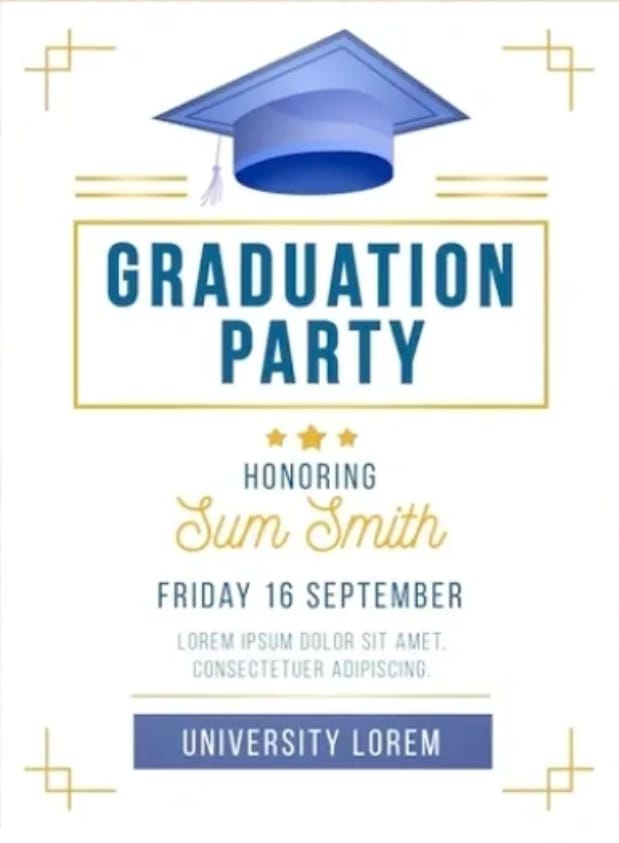 GRADUATION
PARTY
HONORING
Sum Smith
FRIDAY 16 SEPTEMBER
LOREM IPSUM DOLOR SIT AMET.
CONSECTETUER ADIPISCING.
UNIVERSITY LOREM